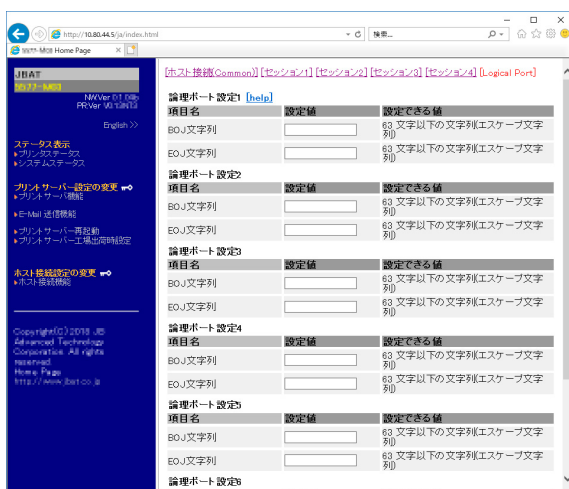 http://10.80.44.5/ja/index.html
検索...
5577-M03 Home Page
JBAT
5577-M03
NWVer 01.04b
PRVer V01.3NT3
English >>
ステータス表示
プリンタステータス
システムステータス
プリントサーバー設定の変更
プリントサーバ機能
E-Mail 送信機能
プリントサーバー再起動
プリントサーバー工場出荷時設定
ホスト接続設定の変更
ホスト接続機能
Copyright(C)2018 JB
Advanced Technology
Corporation All rights
reserved.
Home Page
http://www.jbat.co.jp
[ホスト接続(Common)] [セッション1] [セッション2] [セッション3] [セッション4] [Logical Port]
論理ポート設定1 [help]
項目名 設定値 設定できる値
BOJ文字列 63 文字以下の文字列(エスケープ文字列)
EOJ文字列 63 文字以下の文字列(エスケープ文字列)
論理ポート設定2
項目名 設定値 設定できる値
BOJ文字列 63 文字以下の文字列(エスケープ文字列)
EOJ文字列 63 文字以下の文字列(エスケープ文字列)
論理ポート設定3
項目名 設定値 設定できる値
BOJ文字列 63 文字以下の文字列(エスケープ文字列)
EOJ文字列 63 文字以下の文字列(エスケープ文字列)
論理ポート設定4
項目名 設定値 設定できる値
BOJ文字列 63 文字以下の文字列(エスケープ文字列)
EOJ文字列 63 文字以下の文字列(エスケープ文字列)
論理ポート設定5
項目名 設定値 設定できる値
BOJ文字列 63 文字以下の文字列(エスケープ文字列)
EOJ文字列 63 文字以下の文字列(エスケープ文字列)
論理ポート設定6